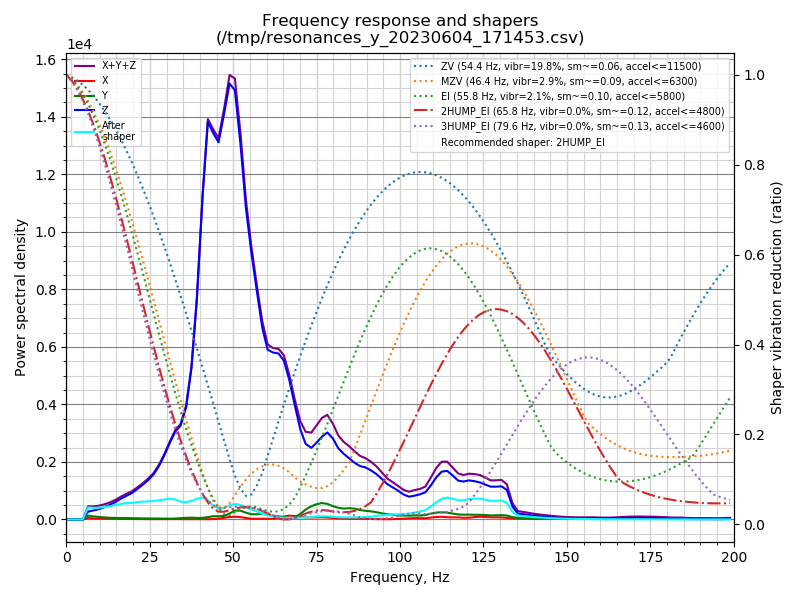 Frequency response and shapers
(/tmp/resonances_y_20230604_171453.csv)
1e4
X+Y+Z
X
Y
Z
After
shaper
ZV (54.4 Hz, vibr=19.8%, sm~=0.06, accel<=11500)
MZV (46.4 Hz, vibr=2.9%, sm~=0.09, accel<=6300)
EI (55.8 Hz, vibr=2.1%, sm~=0.10, accel<=5800)
2HUMP_EI (65.8 Hz, vibr=0.0%, sm~=0.12, accel<=4800)
3HUMP_EI (79.6 Hz, vibr=0.0%, sm~=0.13, accel<=4600)
Recommended shaper: 2HUMP_EI
Power spectral density
1.6
1.4
1.2
1.0
0.8
0.6
0.4
0.2
0.0
0 25 50 75 100 125 150 175 200
Frequency, Hz
1.0
0.8
0.6
0.4
0.2
0.0
Shaper vibration reduction (ratio)